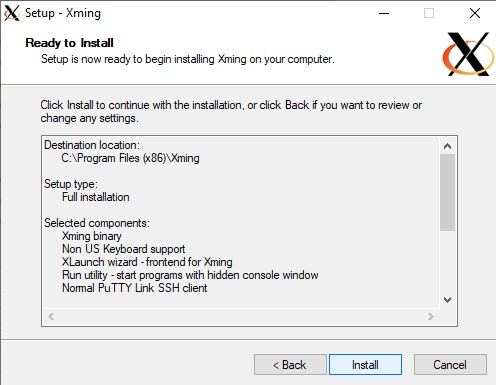 Setup - Xming
Ready to Install
Setup is now ready to begin installing Xming on your computer.
Click Install to continue with the installation, or click Back if you want to review or
change any settings.
Destination location:
C:\Program Files (x86)\Xming
Setup type:
Full installation
Selected components:
Xming binary
Non US Keyboard support
XLaunch wizard - frontend for Xming
Run utility - start programs with hidden console window
Normal PuTTY Link SSH client
< Back
Install
Cancel